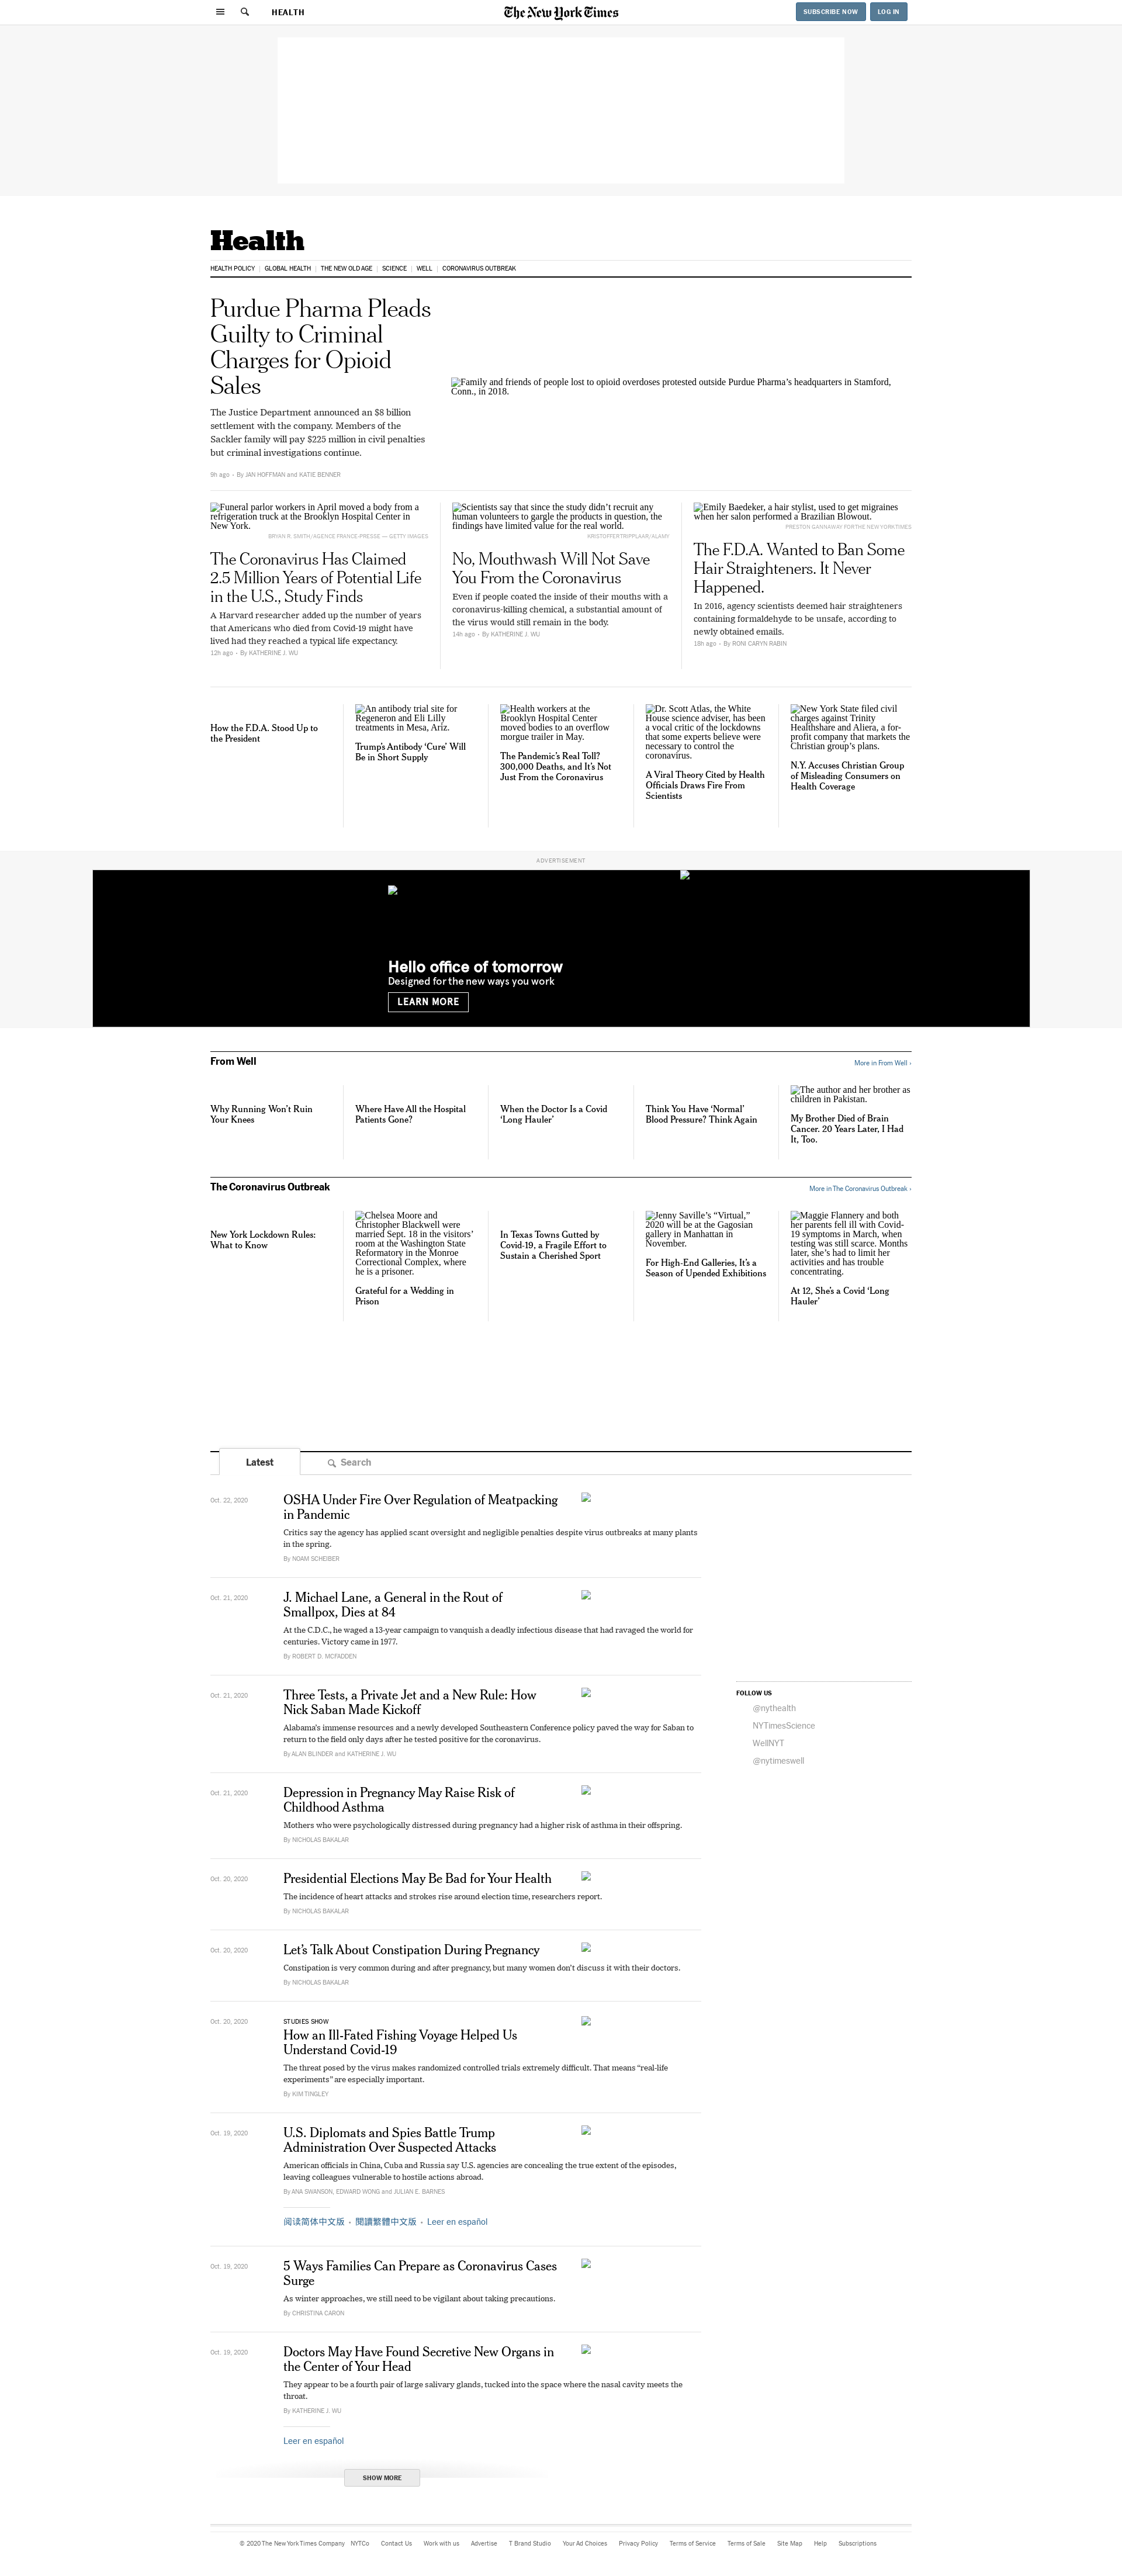 HEALTH
The New York Times
SUBSCRIBE NOW
LOG IN
Health
HEALTH POLICY | GLOBAL HEALTH | THE NEW OLD AGE | SCIENCE | WELL | CORONAVIRUS OUTBREAK
Purdue Pharma Pleads
Guilty to Criminal
Charges for Opioid
Sales
The Justice Department announced an $8 billion
settlement with the company. Members of the
Sackler family will pay $225 million in civil penalties
but criminal investigations continue.
9h ago • By JAN HOFFMAN and KATIE BENNER
Family and friends of people lost to opioid overdoses protested outside Purdue Pharma’s headquarters in Stamford,
Conn., in 2018.
Funeral parlor workers in April moved a body from a
refrigeration truck at the Brooklyn Hospital Center in
New York.
BRYAN R. SMITH/AGENCE FRANCE-PRESSE — GETTY IMAGES
The Coronavirus Has Claimed
2.5 Million Years of Potential Life
in the U.S., Study Finds
A Harvard researcher added up the number of years
that Americans who died from Covid-19 might have
lived had they reached a typical life expectancy.
12h ago • By KATHERINE J. WU
Scientists say that since the study didn’t recruit any
human volunteers to gargle the products in question, the
findings have limited value for the real world.
KRISTOFFER TRIPPLAAR/ALAMY
No, Mouthwash Will Not Save
You From the Coronavirus
Even if people coated the inside of their mouths with a
coronavirus-killing chemical, a substantial amount of
the virus would still remain in the body.
14h ago • By KATHERINE J. WU
Emily Baedeker, a hair stylist, used to get migraines
when her salon performed a Brazilian Blowout.
PRESTON GANNAWAY FOR THE NEW YORK TIMES
The F.D.A. Wanted to Ban Some
Hair Straighteners. It Never
Happened.
In 2016, agency scientists deemed hair straighteners
containing formaldehyde to be unsafe, according to
newly obtained emails.
18h ago • By RONI CARYN RABIN
How the F.D.A. Stood Up to
the President
An antibody trial site for
Regeneron and Eli Lilly
treatments in Mesa, Ariz.
Trump’s Antibody ‘Cure’ Will
Be in Short Supply
Health workers at the
Brooklyn Hospital Center
moved bodies to an overflow
morgue trailer in May.
The Pandemic’s Real Toll?
300,000 Deaths, and It’s Not
Just From the Coronavirus
Dr. Scott Atlas, the White
House science adviser, has been
a vocal critic of the lockdowns
that some experts believe were
necessary to control the
coronavirus.
A Viral Theory Cited by Health
Officials Draws Fire From
Scientists
New York State filed civil
charges against Trinity
Healthshare and Aliera, a for-
profit company that markets the
Christian group’s plans.
N.Y. Accuses Christian Group
of Misleading Consumers on
Health Coverage
ADVERTISEMENT
Hello office of tomorrow
Designed for the new ways you work
LEARN MORE
From Well
More in From Well ›
Why Running Won’t Ruin
Your Knees
Where Have All the Hospital
Patients Gone?
When the Doctor Is a Covid
‘Long Hauler’
Think You Have ‘Normal’
Blood Pressure? Think Again
The author and her brother as
children in Pakistan.
My Brother Died of Brain
Cancer. 20 Years Later, I Had
It, Too.
The Coronavirus Outbreak
More in The Coronavirus Outbreak ›
New York Lockdown Rules:
What to Know
Chelsea Moore and
Christopher Blackwell were
married Sept. 18 in the visitors’
room at the Washington State
Reformatory in the Monroe
Correctional Complex, where
he is a prisoner.
Grateful for a Wedding in
Prison
In Texas Towns Gutted by
Covid-19, a Fragile Effort to
Sustain a Cherished Sport
Jenny Saville’s “Virtual,”
2020 will be at the Gagosian
gallery in Manhattan in
November.
For High-End Galleries, It’s a
Season of Upended Exhibitions
Maggie Flannery and both
her parents fell ill with Covid-
19 symptoms in March, when
testing was still scarce. Months
later, she’s had to limit her
activities and has trouble
concentrating.
At 12, She’s a Covid ‘Long
Hauler’
Latest
Search
Oct. 22, 2020
OSHA Under Fire Over Regulation of Meatpacking
in Pandemic
Critics say the agency has applied scant oversight and negligible penalties despite virus outbreaks at many plants
in the spring.
By NOAM SCHEIBER
Oct. 21, 2020
J. Michael Lane, a General in the Rout of
Smallpox, Dies at 84
At the C.D.C., he waged a 13-year campaign to vanquish a deadly infectious disease that had ravaged the world for
centuries. Victory came in 1977.
By ROBERT D. MCFADDEN
Oct. 21, 2020
Three Tests, a Private Jet and a New Rule: How
Nick Saban Made Kickoff
Alabama’s immense resources and a newly developed Southeastern Conference policy paved the way for Saban to
return to the field only days after he tested positive for the coronavirus.
By ALAN BLINDER and KATHERINE J. WU
FOLLOW US
@nythealth
NYTimesScience
WellNYT
@nytimeswell
Oct. 21, 2020
Depression in Pregnancy May Raise Risk of
Childhood Asthma
Mothers who were psychologically distressed during pregnancy had a higher risk of asthma in their offspring.
By NICHOLAS BAKALAR
Oct. 20, 2020
Presidential Elections May Be Bad for Your Health
The incidence of heart attacks and strokes rise around election time, researchers report.
By NICHOLAS BAKALAR
Oct. 20, 2020
Let’s Talk About Constipation During Pregnancy
Constipation is very common during and after pregnancy, but many women don’t discuss it with their doctors.
By NICHOLAS BAKALAR
Oct. 20, 2020
STUDIES SHOW
How an Ill-Fated Fishing Voyage Helped Us
Understand Covid-19
The threat posed by the virus makes randomized controlled trials extremely difficult. That means “real-life
experiments” are especially important.
By KIM TINGLEY
Oct. 19, 2020
U.S. Diplomats and Spies Battle Trump
Administration Over Suspected Attacks
American officials in China, Cuba and Russia say U.S. agencies are concealing the true extent of the episodes,
leaving colleagues vulnerable to hostile actions abroad.
By ANA SWANSON, EDWARD WONG and JULIAN E. BARNES
阅读简体中文版 • 閱讀繁體中文版 • Leer en español
Oct. 19, 2020
5 Ways Families Can Prepare as Coronavirus Cases
Surge
As winter approaches, we still need to be vigilant about taking precautions.
By CHRISTINA CARON
Oct. 19, 2020
Doctors May Have Found Secretive New Organs in
the Center of Your Head
They appear to be a fourth pair of large salivary glands, tucked into the space where the nasal cavity meets the
throat.
By KATHERINE J. WU
Leer en español
SHOW MORE
© 2020 The New York Times Company NYTCo Contact Us Work with us Advertise T Brand Studio Your Ad Choices Privacy Policy Terms of Service Terms of Sale Site Map Help Subscriptions